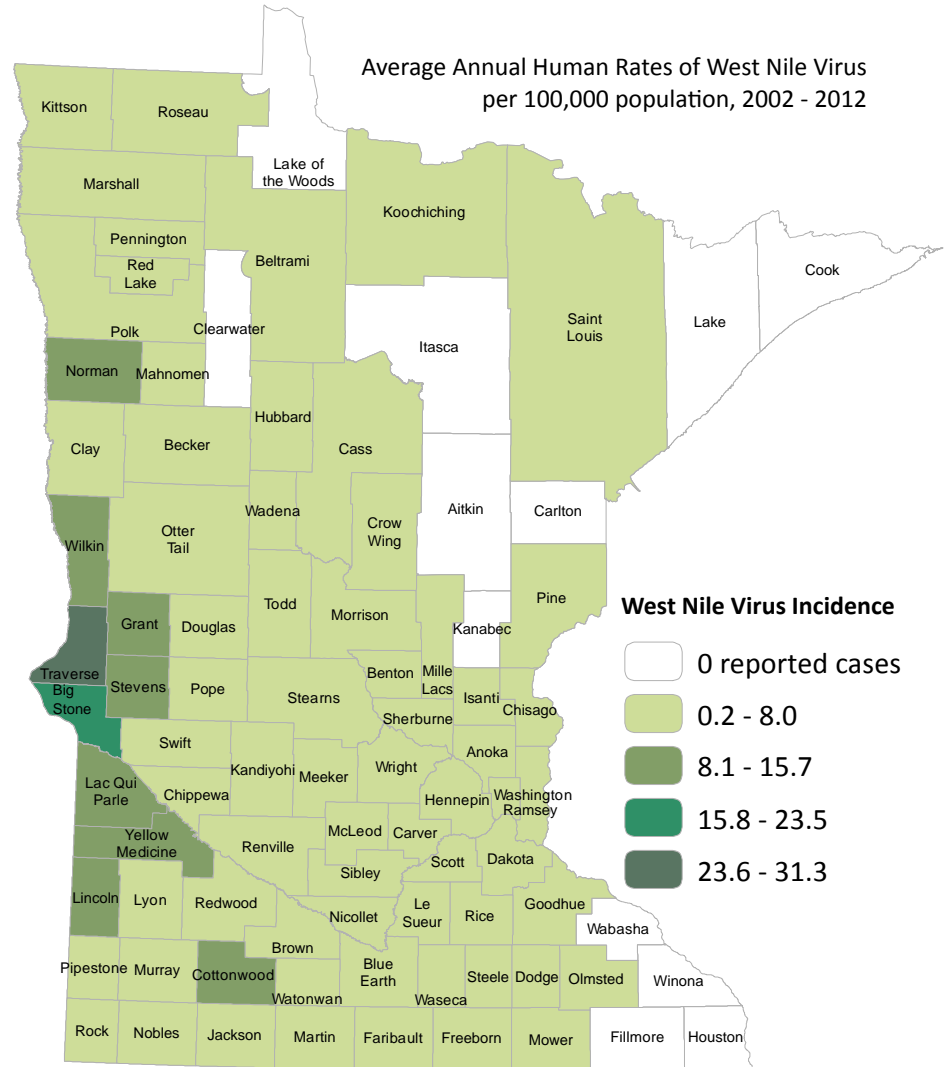 Average Annual Human Rates of West Nile Virus
per 100,000 population, 2002 - 2012
Kittson
Roseau
Lake of
the Woods
Marshall
Koochiching
Pennington
Red
Lake
Beltrami
Cook
Polk
Clearwater
Itasca
Saint
Louis
Lake
Norman
Mahnomen
Hubbard
Clay
Becker
Cass
Wadena
Crow
Wing
Aitkin
Carlton
Wilkin
Otter
Tail
Todd
Morrison
Pine
Grant
Douglas
Kanabec
Traverse
Big
Stone
Stevens
Pope
Stearns
Benton
Mille
Lacs
Isanti
Chisago
Sherburne
Swift
Anoka
Kandiyohi
Meeker
Wright
Lac Qui
Parle
Chippewa
Hennepin
Washington
Ramsey
Yellow
Medicine
Renville
McLeod
Carver
Scott
Dakota
Sibley
Lincoln
Lyon
Redwood
Nicollet
Le
Sueur
Rice
Goodhue
Wabasha
Brown
Pipestone
Murray
Cottonwood
Watonwan
Blue
Earth
Waseca
Steele
Dodge
Olmsted
Winona
Rock
Nobles
Jackson
Martin
Faribault
Freeborn
Mower
Fillmore
Houston
West Nile Virus Incidence
0 reported cases
0.2 - 8.0
8.1 - 15.7
15.8 - 23.5
23.6 - 31.3